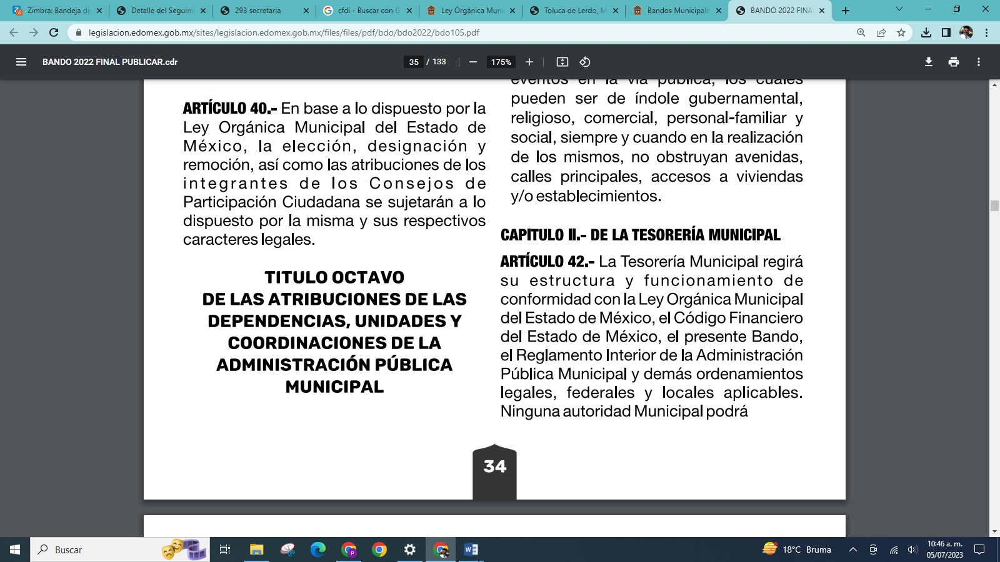 Zimbra: Bandeja de
Detalle del Seguim
293 secretaria
cfdi - Buscar con G
Ley Orgánica Muni
Toluca de Lerdo, M
Bandos Municipale
BANDO 2022 FINA
legislacion.edomex.gob.mx/sites/legislacion.edomex.gob.mx/files/files/pdf/bdo/bdo2022/bdo105.pdf
BANDO 2022 FINAL PUBLICAR.cdr
35 / 133
175%
ARTÍCULO 40.- En base a lo dispuesto por la
Ley Orgánica Municipal del Estado de
México, la elección, designación y
remoción, así como las atribuciones de los
integrantes de los Consejos de
Participación Ciudadana se sujetarán a lo
dispuesto por la misma y sus respectivos
caracteres legales.
TITULO OCTAVO
DE LAS ATRIBUCIONES DE LAS
DEPENDENCIAS, UNIDADES Y
COORDINACIONES DE LA
ADMINISTRACIÓN PÚBLICA
MUNICIPAL
eventos en la vía pública, los cuales
pueden ser de índole gubernamental,
religioso, comercial, personal-familiar y
social, siempre y cuando en la realización
de los mismos, no obstruyan avenidas,
calles principales, accesos a viviendas
y/o establecimientos.
CAPITULO II.- DE LA TESORERÍA MUNICIPAL
ARTÍCULO 42.- La Tesorería Municipal regirá
su estructura y funcionamiento de
conformidad con la Ley Orgánica Municipal
del Estado de México, el Código Financiero
del Estado de México, el presente Bando,
el Reglamento Interior de la Administración
Pública Municipal y demás ordenamientos
legales, federales y locales aplicables.
Ninguna autoridad Municipal podrá
34
Buscar
18°C Bruma
10:46 a. m.
05/07/2023